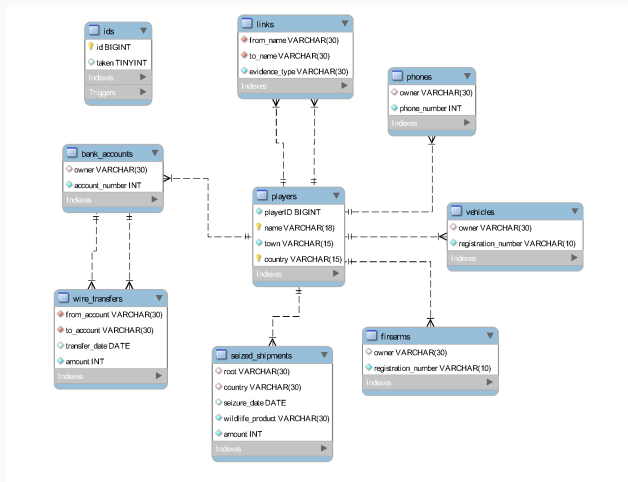 ids
id BIGINT
taken TINYINT
Indexes
Triggers
links
from_name VARCHAR(30)
to_name VARCHAR(30)
evidence_type VARCHAR(30)
Indexes
phones
owner VARCHAR(30)
phone_number INT
Indexes
bank_accounts
owner VARCHAR(30)
account_number INT
Indexes
players
playerID BIGINT
name VARCHAR(18)
town VARCHAR(15)
country VARCHAR(15)
Indexes
vehicles
owner VARCHAR(30)
registration_number VARCHAR(10)
Indexes
wire_transfers
from_account VARCHAR(30)
to_account VARCHAR(30)
transfer_date DATE
amount INT
Indexes
seized_shipments
root VARCHAR(30)
country VARCHAR(30)
seizure_date DATE
wildlife_product VARCHAR(30)
amount INT
Indexes
firearms
owner VARCHAR(30)
registration_number VARCHAR(10)
Indexes